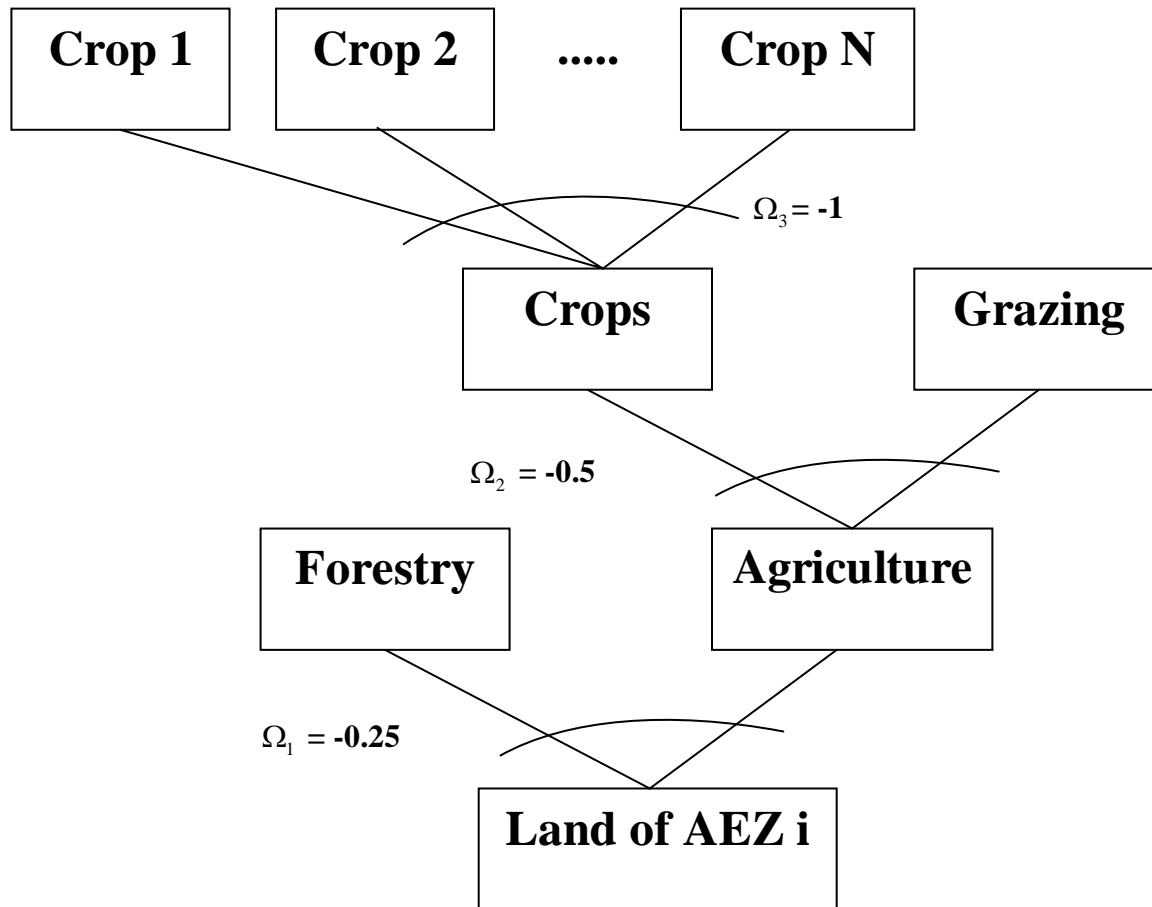 Crop 1
Crop 2
.....
Crop N
Ω₃ = -1
Crops
Grazing
Ω₂ = -0.5
Forestry
Agriculture
Ω₁ = -0.25
Land of AEZ i